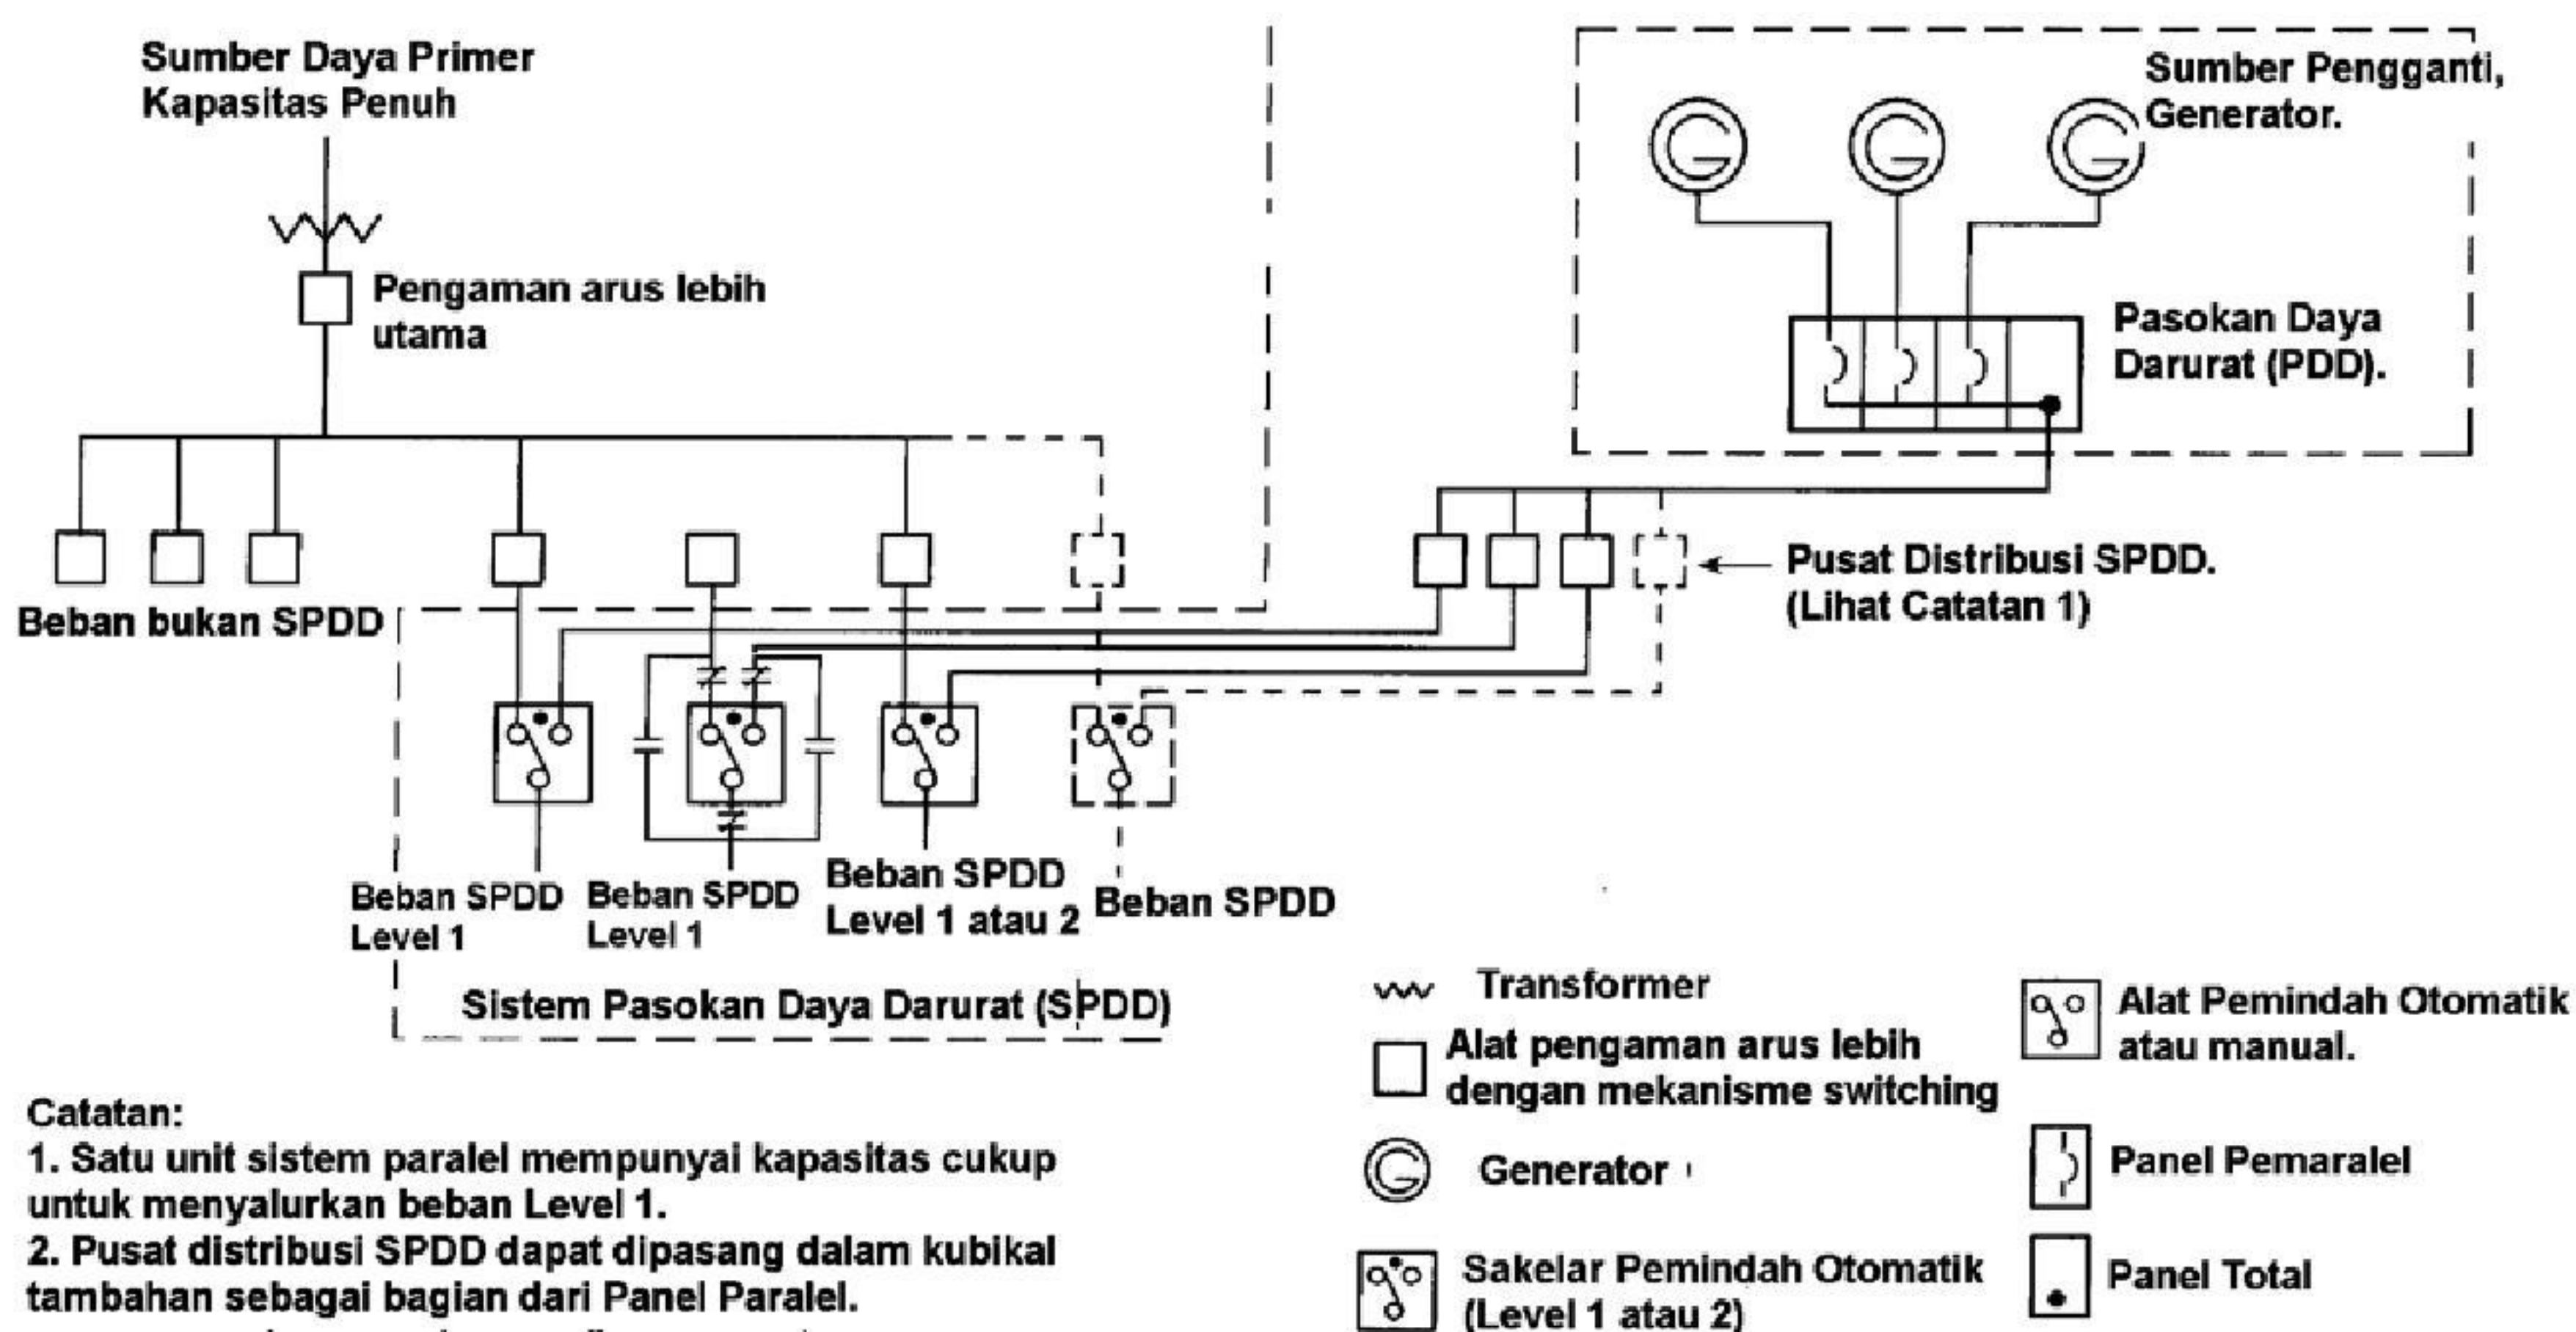 Sumber Daya Primer
Kapasitas Penuh
Pengaman arus lebih
utama
Beban bukan SPDD
Sumber Pengganti,
Generator.
G
G
G
Pasokan Daya
Darurat (PDD).
Pusat Distribusi SPDD.
(Lihat Catatan 1)
Beban SPDD
Level 1
Beban SPDD
Level 1
Beban SPDD
Level 1 atau 2
Beban SPDD
Sistem Pasokan Daya Darurat (SPDD)
Catatan:
1. Satu unit sistem paralel mempunyai kapasitas cukup
untuk menyalurkan beban Level 1.
2. Pusat distribusi SPDD dapat dipasang dalam kubikal
tambahan sebagai bagian dari Panel Paralel.
Transformer
Alat pengaman arus lebih
dengan mekanisme switching
G
Generator
Sakelar Pemindah Otomatik
(Level 1 atau 2)
Alat Pemindah Otomatik
atau manual.
Panel Pemaralel
Panel Total